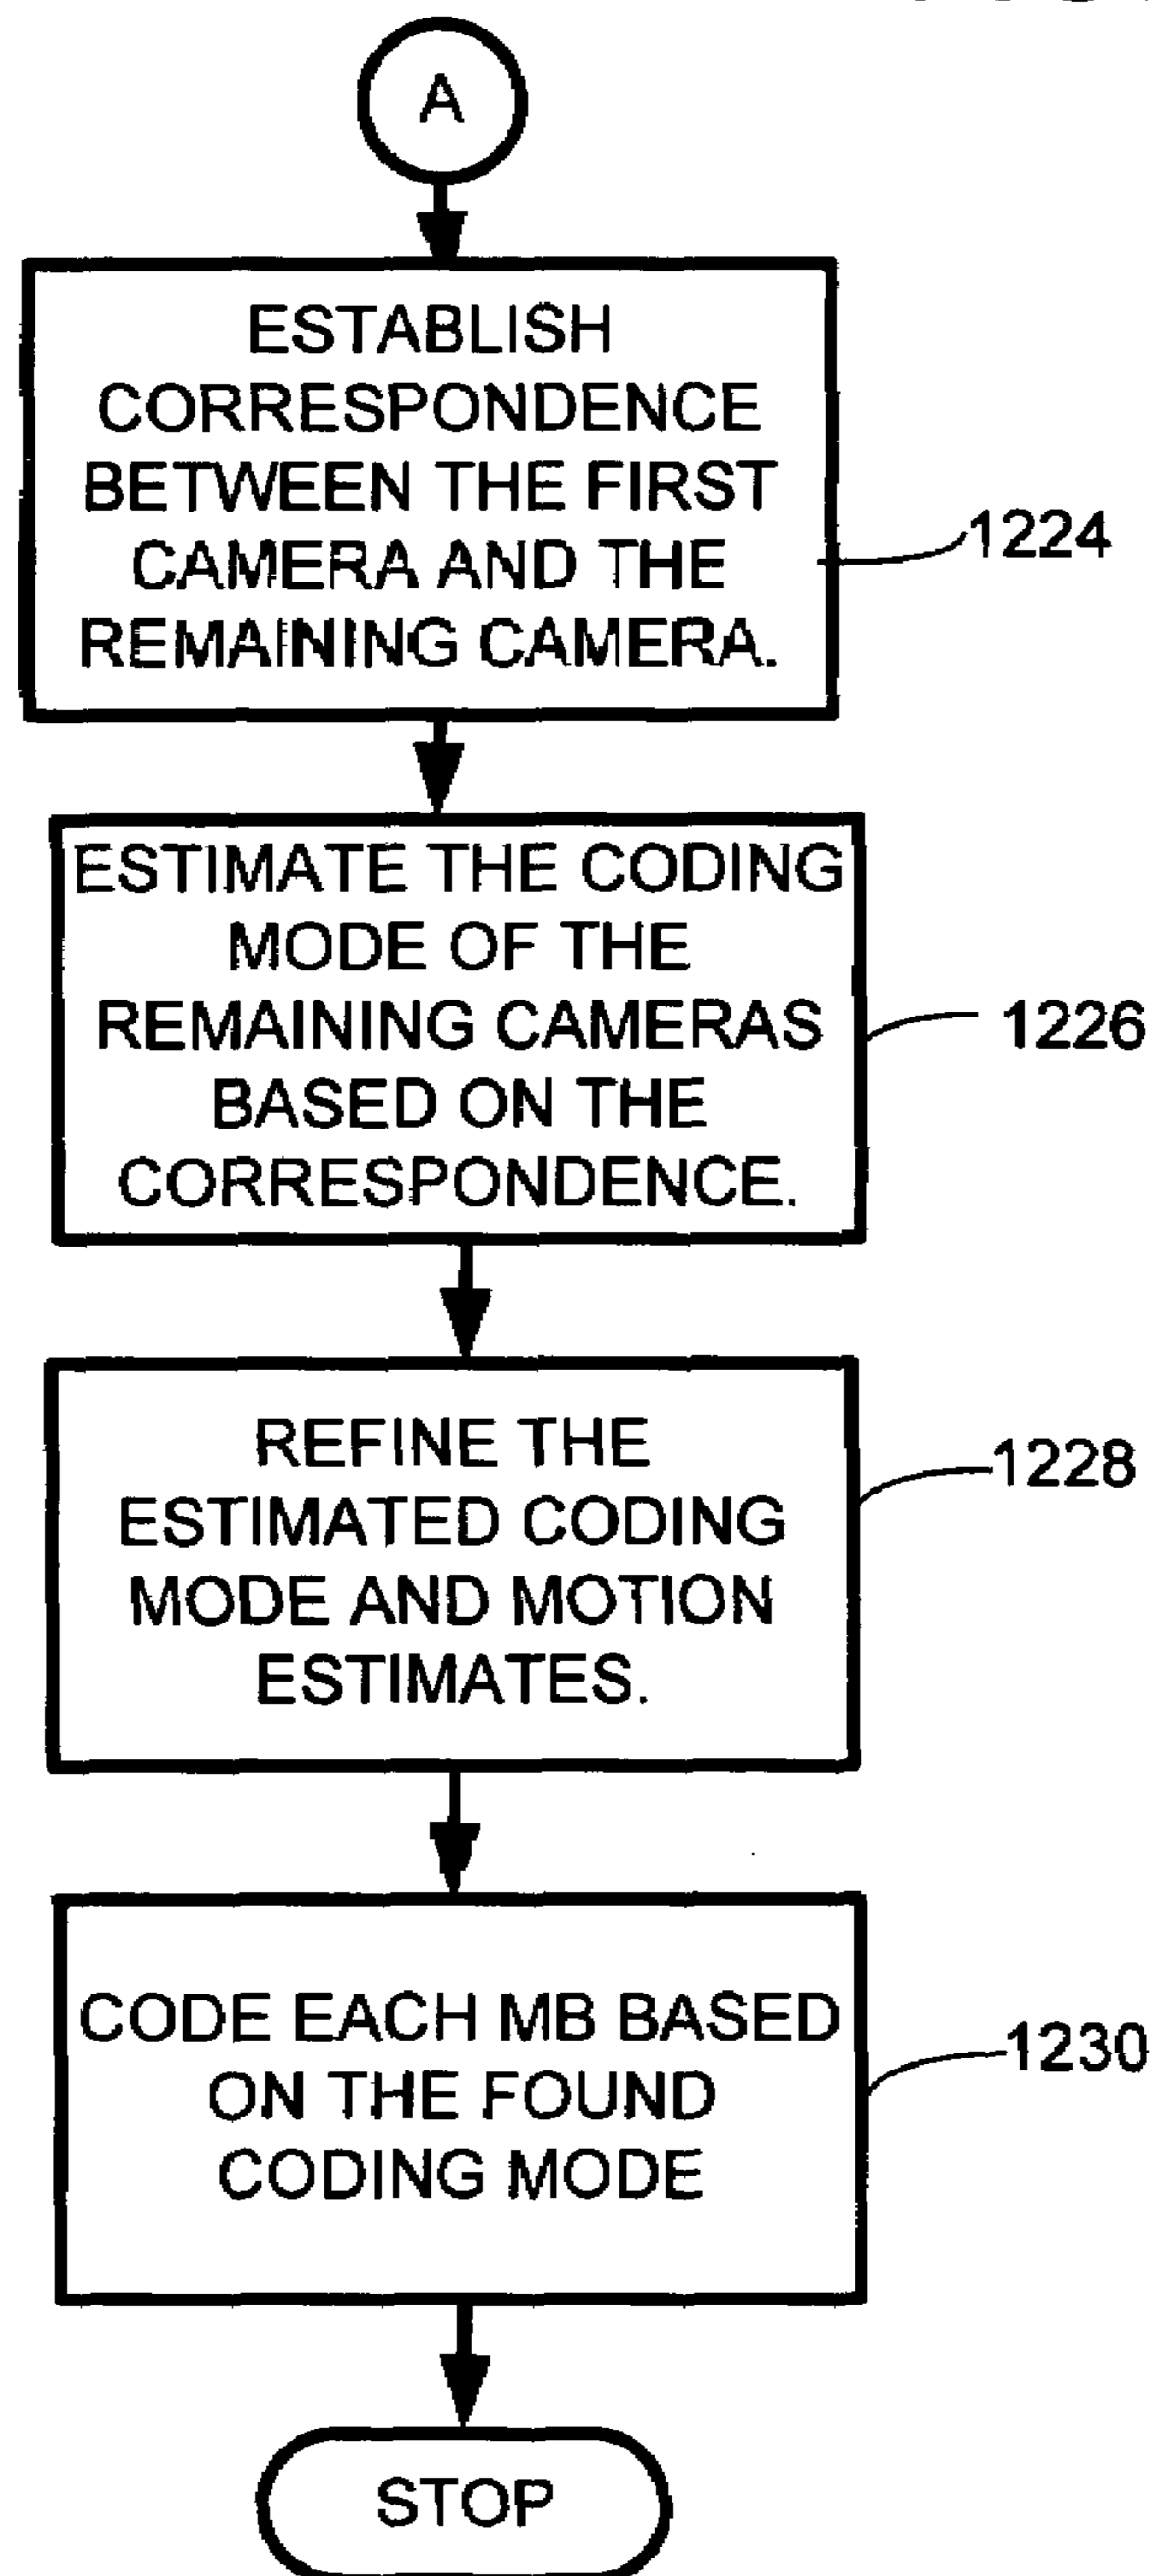 A
ESTABLISH
CORRESPONDENCE
BETWEEN THE FIRST
CAMERA AND THE
REMAINING CAMERA.
1224
ESTIMATE THE CODING
MODE OF THE
REMAINING CAMERAS
BASED ON THE
CORRESPONDENCE.
1226
REFINE THE
ESTIMATED CODING
MODE AND MOTION
ESTIMATES.
1228
CODE EACH MB BASED
ON THE FOUND
CODING MODE
1230
STOP